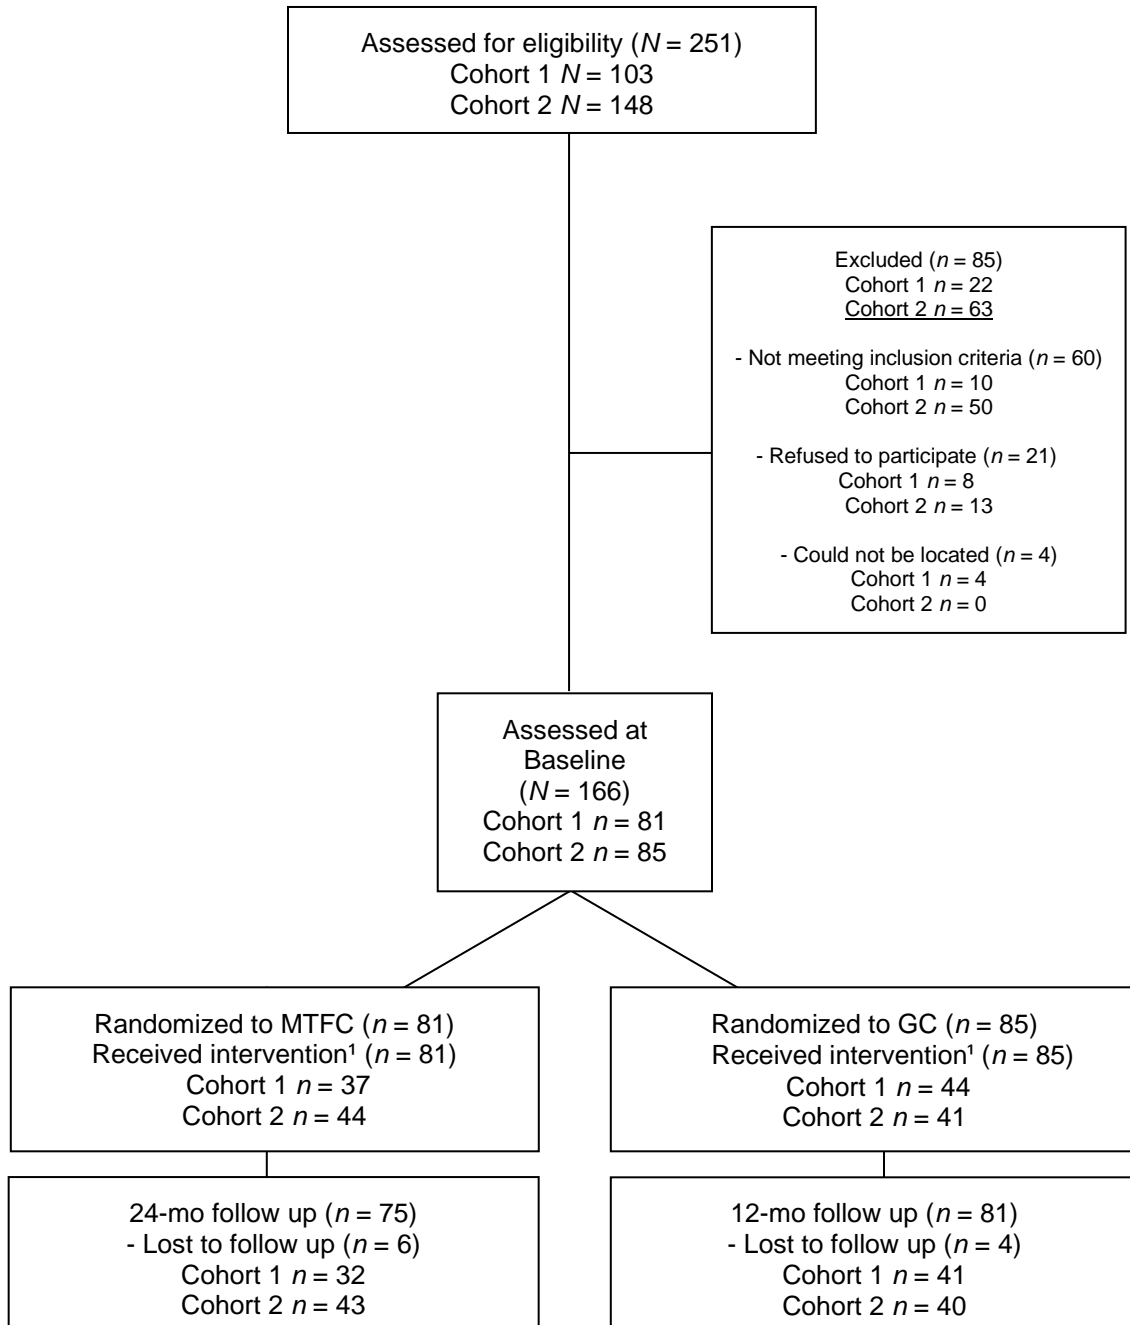 Assessed for eligibility (N = 251)
Cohort 1 N = 103
Cohort 2 N = 148
Excluded (n = 85)
Cohort 1 n = 22
Cohort 2 n = 63
- Not meeting inclusion criteria (n = 60)
Cohort 1 n = 10
Cohort 2 n = 50
- Refused to participate (n = 21)
Cohort 1 n = 8
Cohort 2 n = 13
- Could not be located (n = 4)
Cohort 1 n = 4
Cohort 2 n = 0
Assessed at
Baseline
(N = 166)
Cohort 1 n = 81
Cohort 2 n = 85
Randomized to MTFC (n = 81)
Received intervention¹ (n = 81)
Cohort 1 n = 37
Cohort 2 n = 44
Randomized to GC (n = 85)
Received intervention¹ (n = 85)
Cohort 1 n = 44
Cohort 2 n = 41
24-mo follow up (n = 75)
- Lost to follow up (n = 6)
Cohort 1 n = 32
Cohort 2 n = 43
12-mo follow up (n = 81)
- Lost to follow up (n = 4)
Cohort 1 n = 41
Cohort 2 n = 40